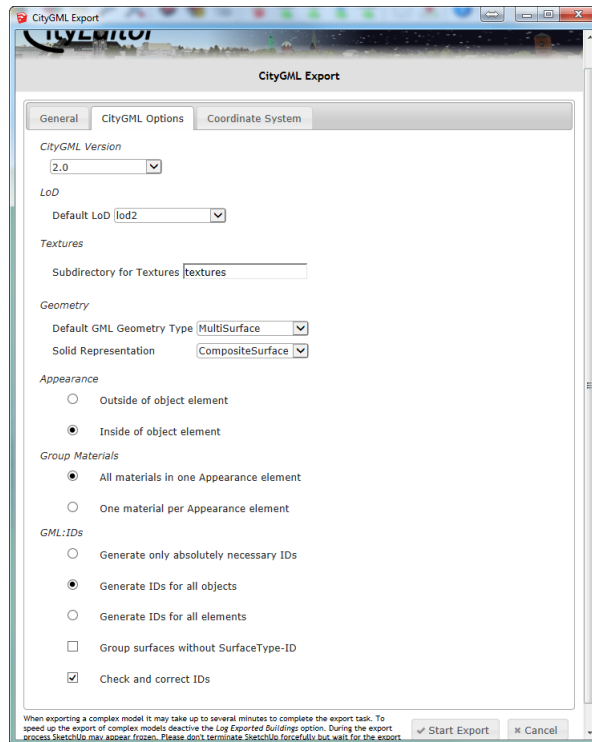 CityGML Export
CityEditor
CityGML Export
General CityGML Options Coordinate System
CityGML Version
2.0
LoD
Default LoD lod2
Textures
Subdirectory for Textures textures
Geometry
Default GML Geometry Type MultiSurface
Solid Representation CompositeSurface
Appearance
Outside of object element
Inside of object element
Group Materials
All materials in one Appearance element
One material per Appearance element
GML:IDs
Generate only absolutely necessary IDs
Generate IDs for all objects
Generate IDs for all elements
Group surfaces without SurfaceType-ID
Check and correct IDs
When exporting a complex model it may take up to several minutes to complete the export task. To
speed up the export of complex models deactive the Log Exported Buildings option. During the export
process SketchUp may appear frozen. Please don't terminate SketchUp forcefully but wait for the export
Start Export Cancel